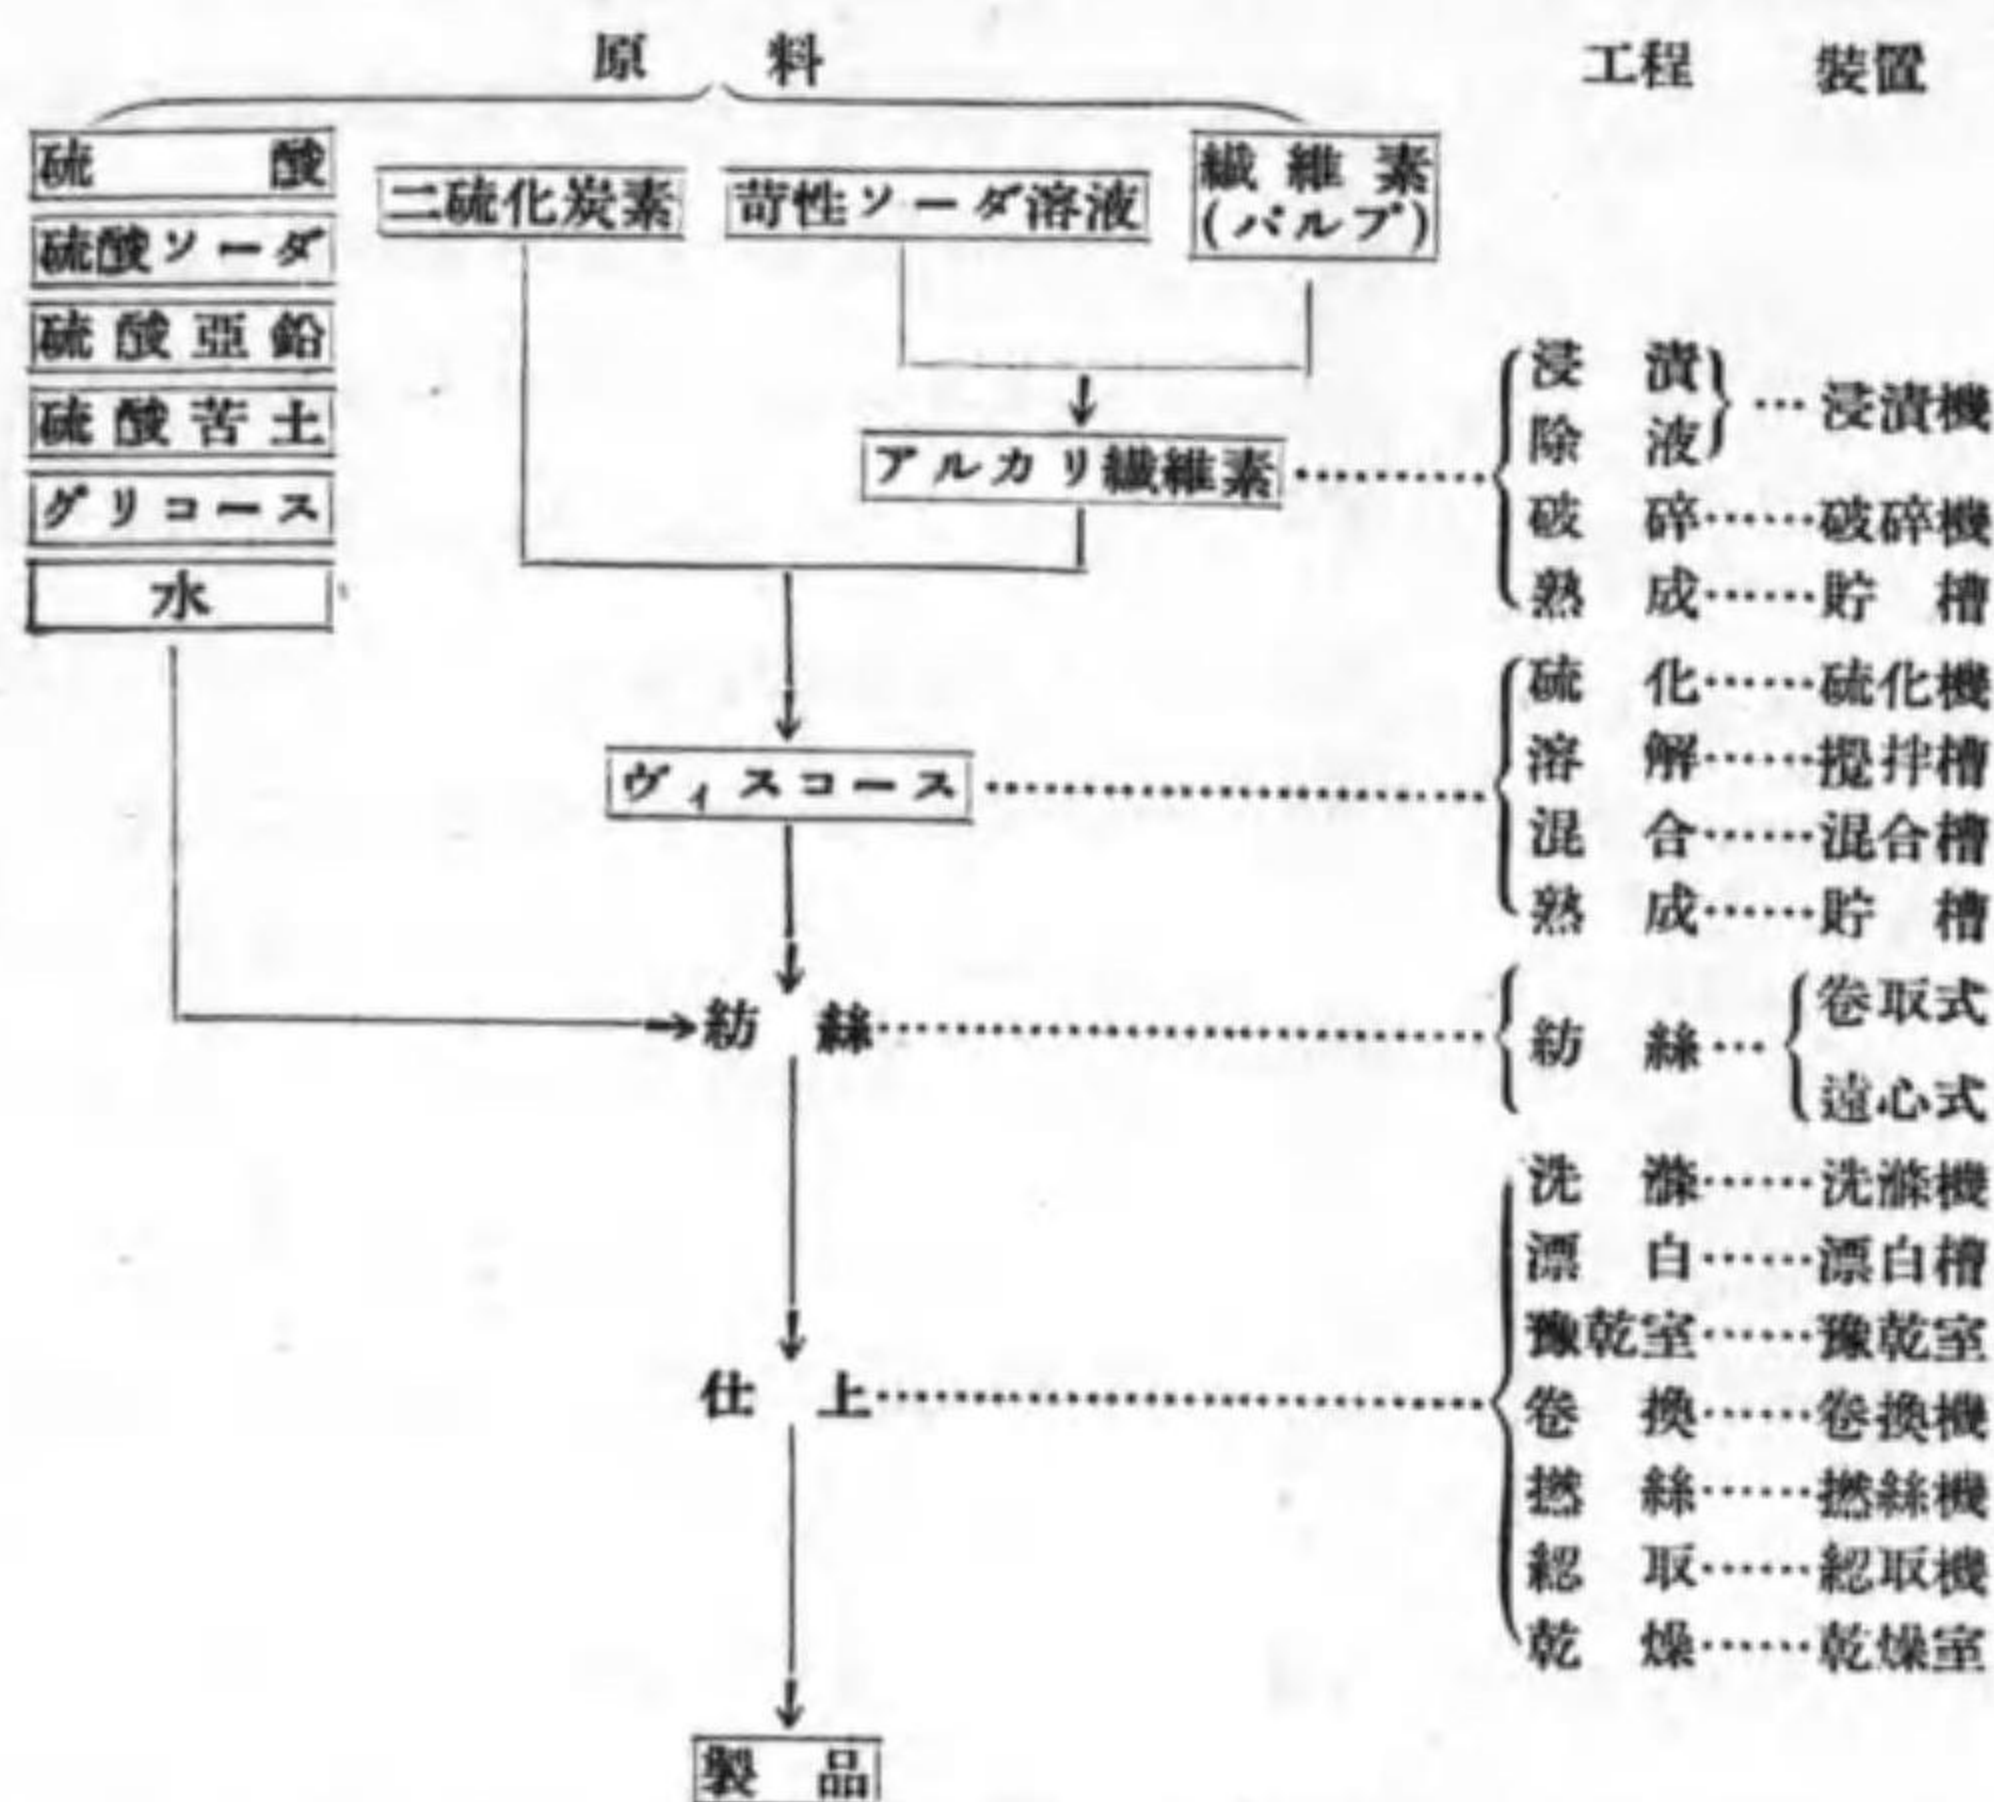 原料
工程 装置
硫酸
硫酸ソーダ
硫酸亞鉛
硫酸苦土
グリコース
水
二硫化炭素
苛性ソーダ溶液
繊維素
(パルプ)
アルカリ繊維素
ヴィスコース
紡絲
仕上
製品
浸漬
除液
…浸漬機
破碎……破碎機
熟成……貯槽
硫化……硫化機
溶解……攪拌槽
混合……混合槽
熟成……貯槽
紡絲…
卷取式
遠心式
洗滌……洗滌機
漂白……漂白槽
豫乾室……豫乾室
卷換……卷換機
撚絲……撚絲機
綛取……綛取機
乾燥……乾燥室